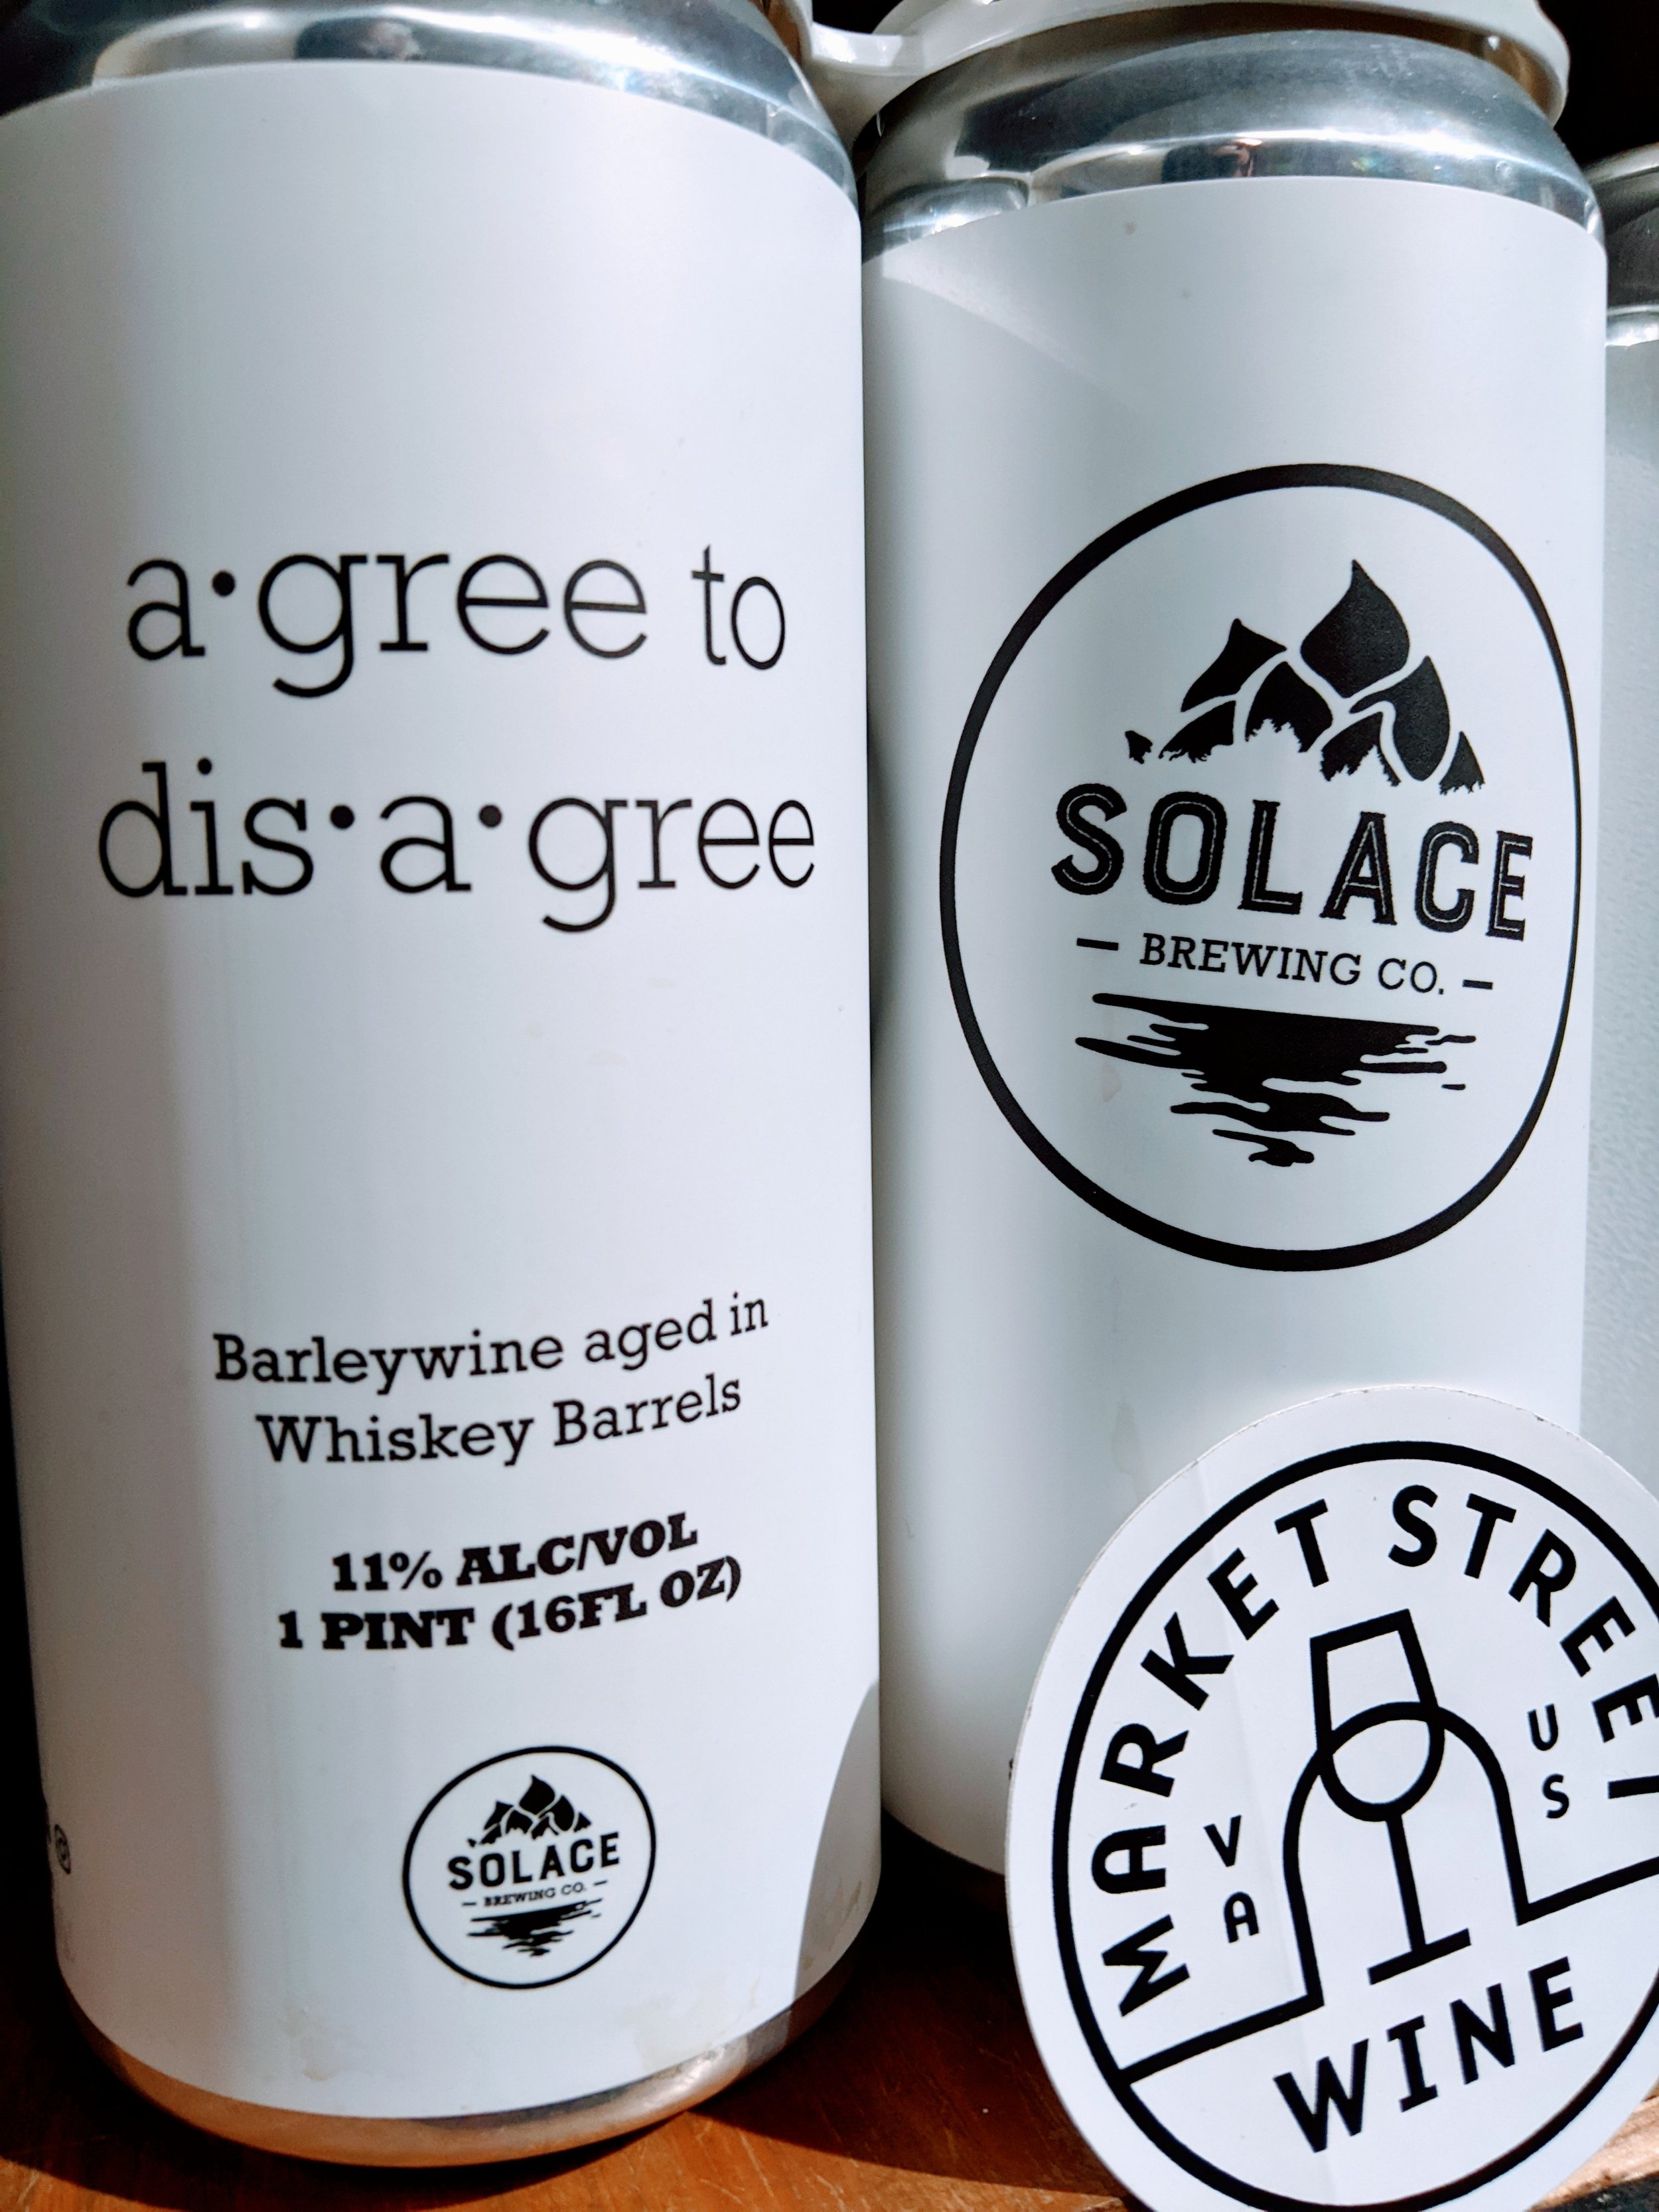 a·gree to
dis·a·gree
Barleywine aged in
Whiskey Barrels
11% ALC/VOL
1 PINT (16FL OZ)
SOLACE
— BREWING CO. —
SOLACE
— BREWING CO. —
MARKET STREET
VA
US
WINE